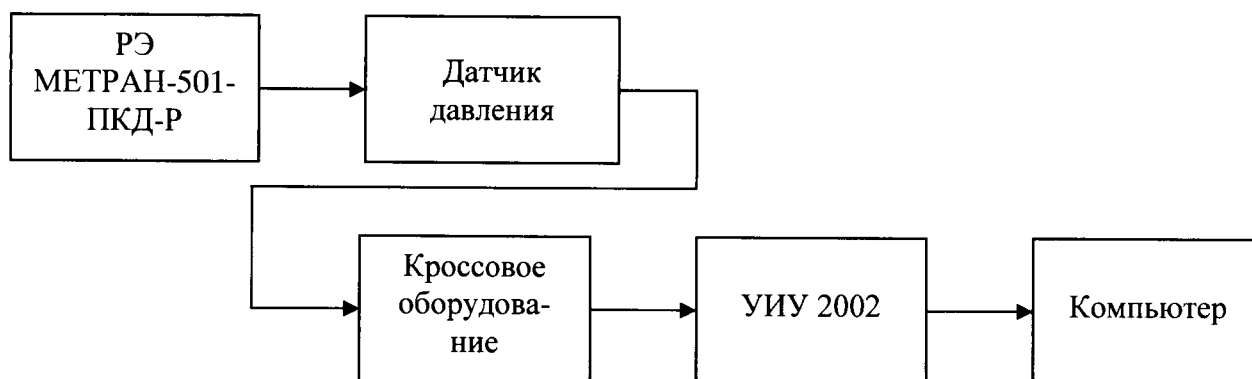 РЭ
МЕТРАН-501-
ПКД-Р
Датчик
давления
Кроссовое
оборудова-
ние
УИУ 2002
Компьютер